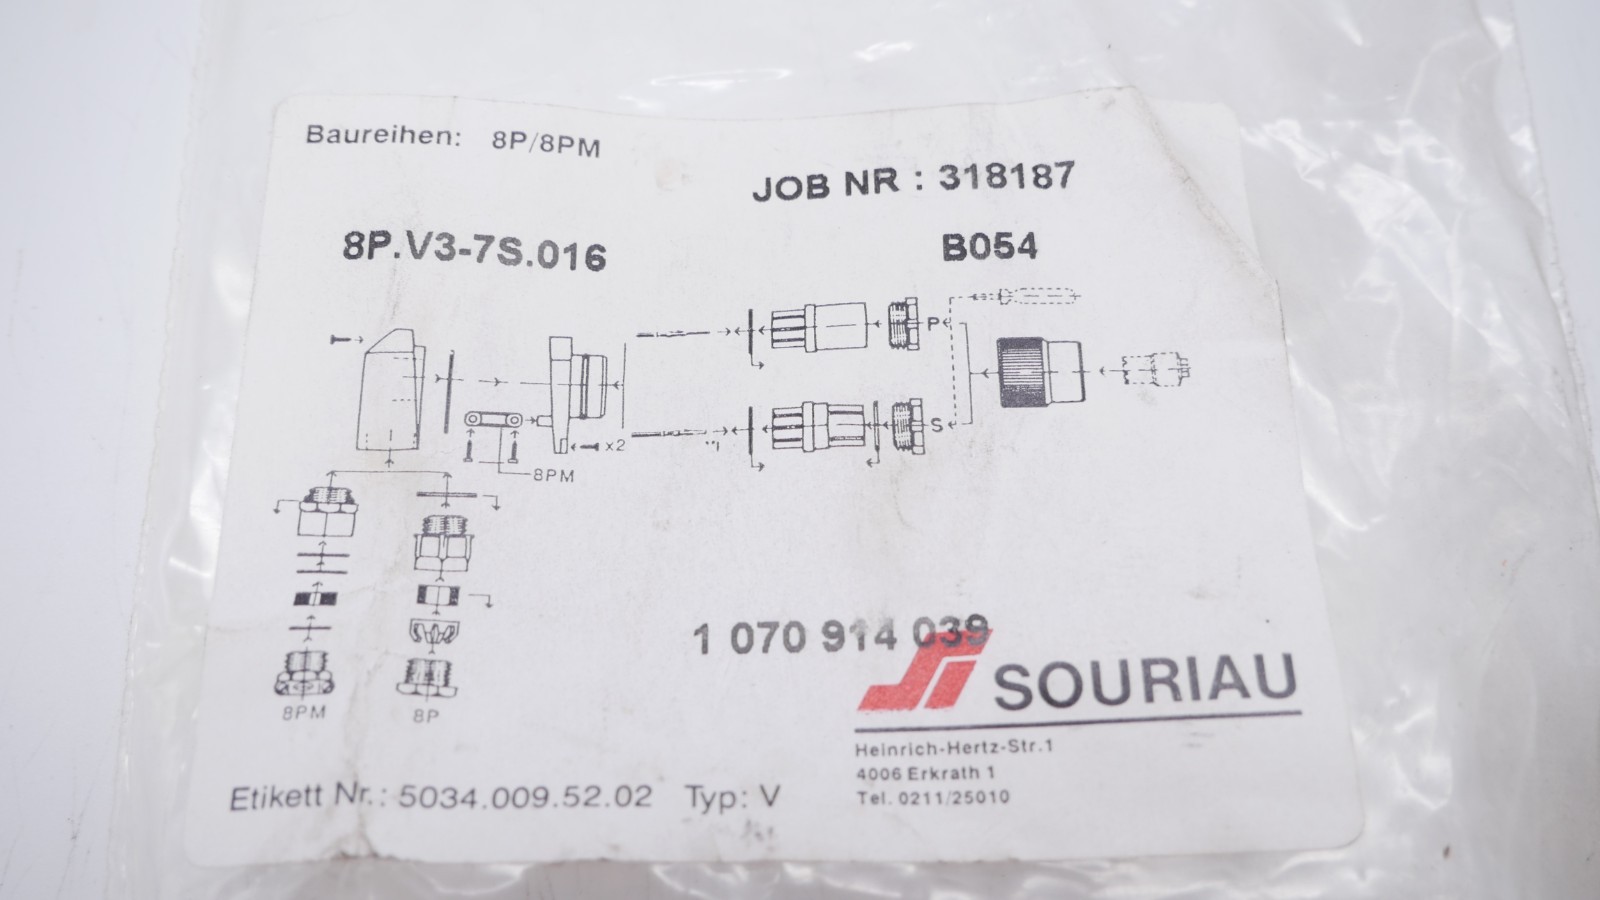 Baureihen: 8P/8PM
JOB NR : 318187
8P.V3-7S.016
B054
P
S
x2
8PM
8PM
8P
1 070 914 039
SOURIAU
Heinrich-Hertz-Str.1
4006 Erkrath 1
Tel. 0211/25010
Etikett Nr.: 5034.009.52.02 Typ: V